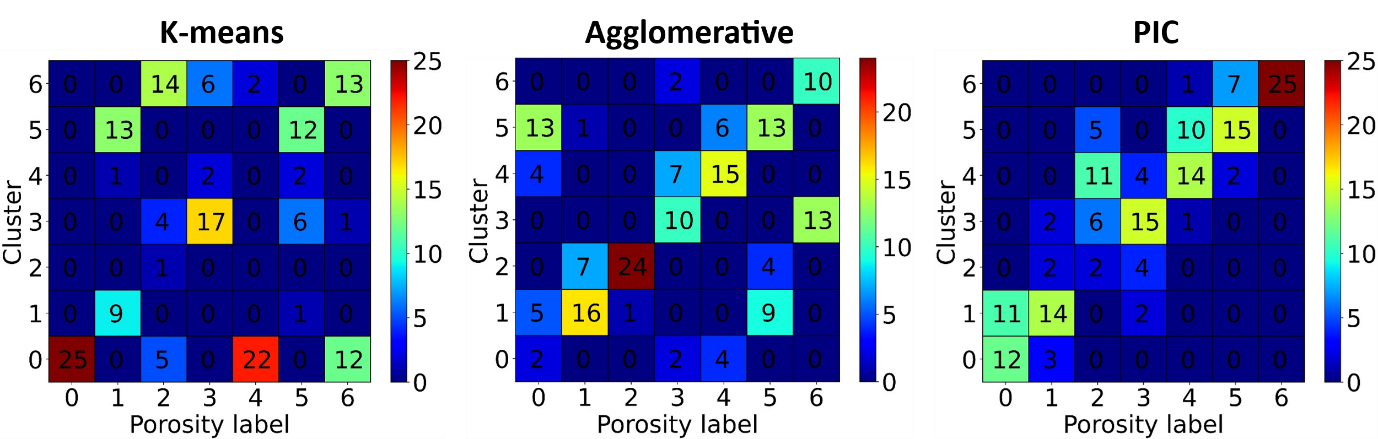 K-means
6 0 0 14 6 2 0 13
5 0 13 0 0 0 12 0
4 0 1 0 2 0 2 0
3 0 0 4 17 0 6 1
2 0 0 1 0 0 0 0
1 0 9 0 0 0 1 0
0 25 0 5 0 22 0 12
0 1 2 3 4 5 6
Porosity label
Cluster
25
20
15
10
5
0
Agglomerative
6 0 0 0 2 0 0 10
5 13 1 0 0 6 13 0
4 4 0 0 7 15 0 0
3 0 0 0 10 0 0 13
2 0 7 24 0 0 4 0
1 5 16 1 0 0 9 0
0 2 0 0 2 4 0 0
0 1 2 3 4 5 6
Porosity label
Cluster
20
15
10
5
0
PIC
6 0 0 0 0 1 7 25
5 0 0 5 0 10 15 0
4 0 0 11 4 14 2 0
3 0 2 6 15 1 0 0
2 0 2 2 4 0 0 0
1 11 14 0 2 0 0 0
0 12 3 0 0 0 0 0
0 1 2 3 4 5 6
Porosity label
Cluster
25
20
15
10
5
0